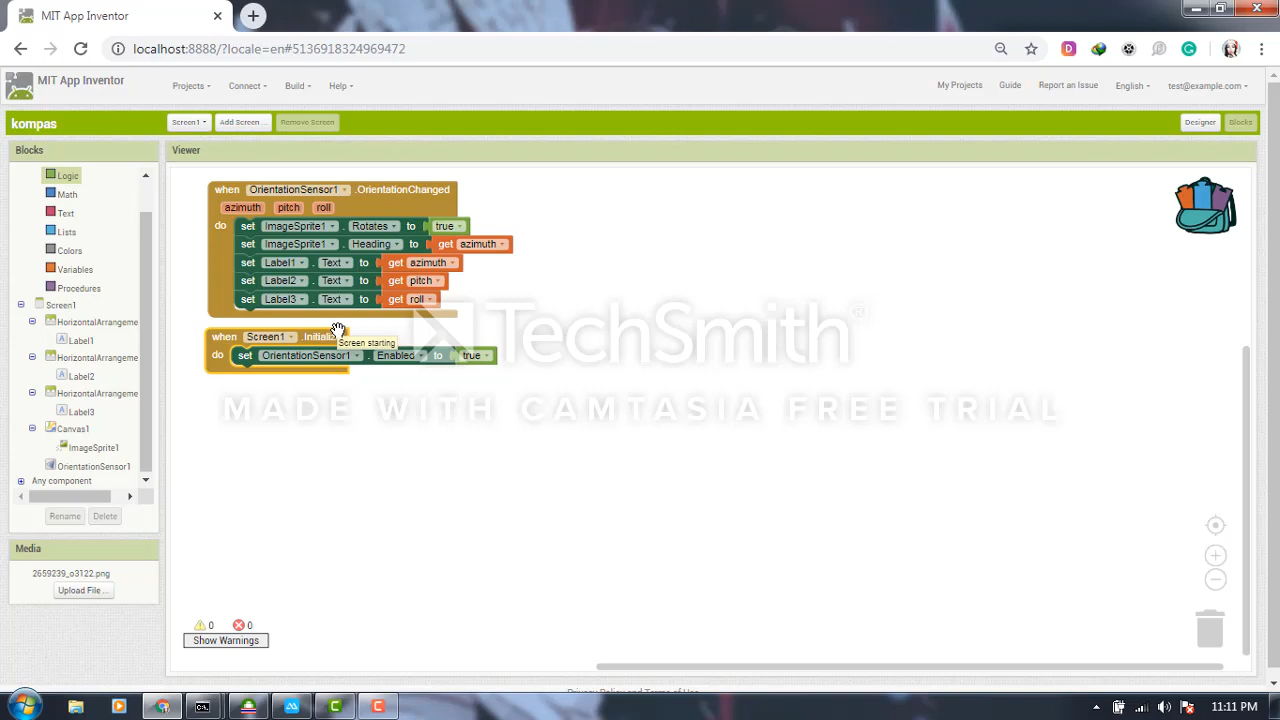 MIT App Inventor
localhost:8888/?locale=en#5136918324969472
MIT App Inventor
Projects
Connect
Build
Help
My Projects
Guide
Report an Issue
English
test@example.com
kompas
Screen1
Add Screen ...
Remove Screen
Designer
Blocks
Blocks
Viewer
Logic
Math
Text
Lists
Colors
Variables
Procedures
Screen1
HorizontalArrangeme
Label1
HorizontalArrangeme
Label2
HorizontalArrangeme
Label3
Canvas1
ImageSprite1
OrientationSensor1
Any component
Rename
Delete
Media
2659239_o3122.png
Upload File ...
when OrientationSensor1 .OrientationChanged
azimuth pitch roll
do set ImageSprite1 . Rotates to true
set ImageSprite1 . Heading to get azimuth
set Label1 . Text to get azimuth
set Label2 . Text to get pitch
set Label3 . Text to get roll
when Screen1 .Initializ
Screen starting
do set OrientationSensor1 . Enabled to true
TechSmith®
MADE WITH CAMTASIA FREE TRIAL
0 0
Show Warnings
11:11 PM